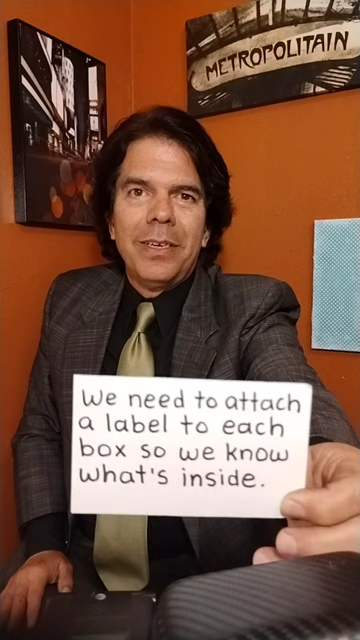 METROPOLITAIN
We need to attach
a label to each
box so we know
what's inside.